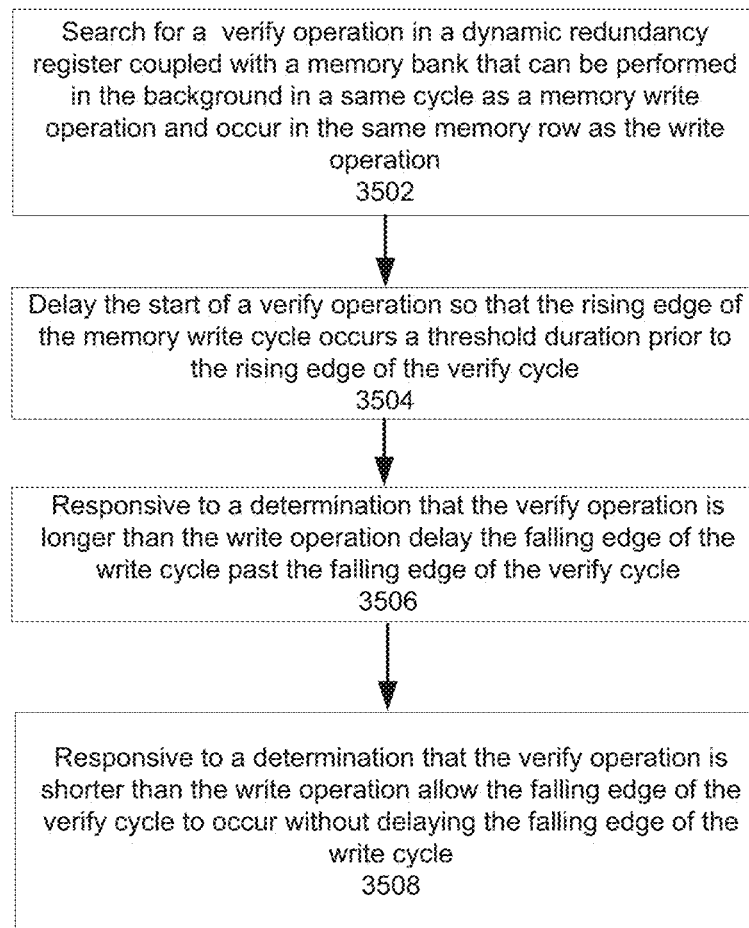 Search for a verify operation in a dynamic redundancy
register coupled with a memory bank that can be performed
in the background in a same cycle as a memory write
operation and occur in the same memory row as the write
operation
3502
Delay the start of a verify operation so that the rising edge of
the memory write cycle occurs a threshold duration prior to
the rising edge of the verify cycle
3504
Responsive to a determination that the verify operation is
longer than the write operation delay the falling edge of the
write cycle past the falling edge of the verify cycle
3506
Responsive to a determination that the verify operation is
shorter than the write operation allow the falling edge of the
verify cycle to occur without delaying the falling edge of the
write cycle
3508